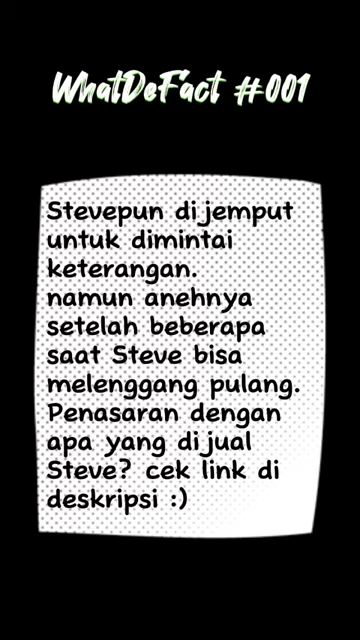 WhatDeFact #001
Stevepun dijemput
untuk dimintai
keterangan.
namun anehnya
setelah beberapa
saat Steve bisa
melenggang pulang.
Penasaran dengan
apa yang dijual
Steve? cek link di
deskripsi :)